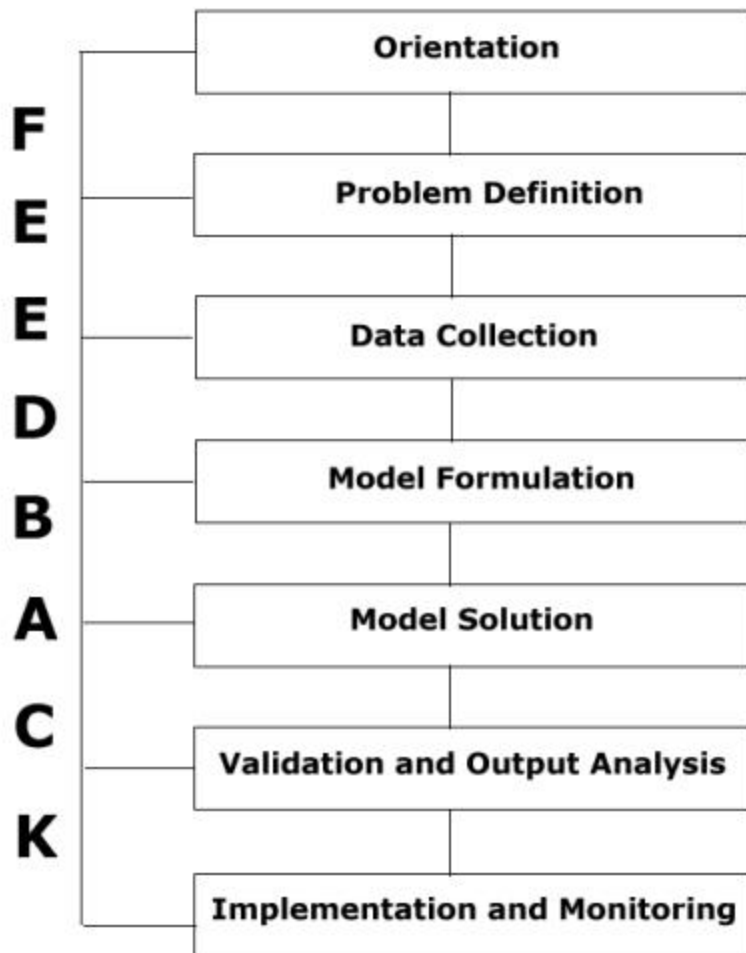 Orientation
F
Problem Definition
E
E
Data Collection
D
Model Formulation
B
A
Model Solution
C
Validation and Output Analysis
K
Implementation and Monitoring